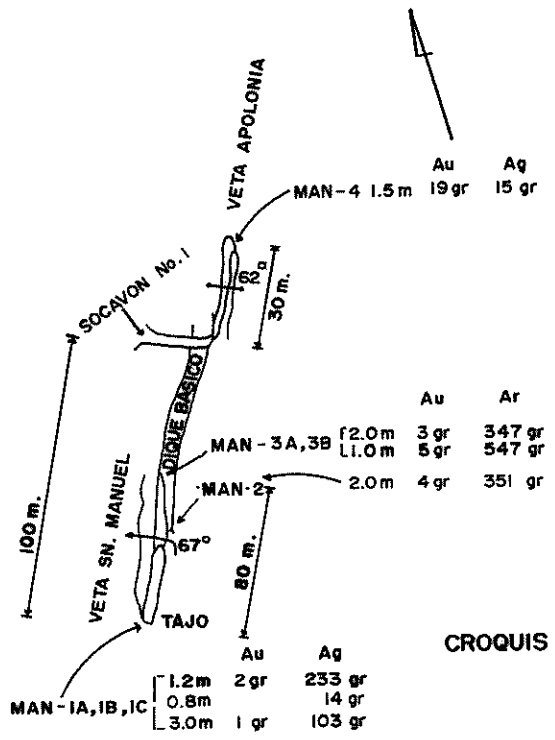 VETA APOLONIA
Au Ag
MAN-4 1.5m 19 gr 15 gr
SOCAVON No. 1
62°
30 m.
DIQUE BASICO
Au Ar
MAN-3A,3B 2.0m 3 gr 347 gr
1.0m 5 gr 547 gr
MAN-2 2.0m 4 gr 351 gr
100 m.
VETA SN. MANUEL
67°
80 m.
TAJO
CROQUIS
Au Ag
MAN-1A,1B,1C 1.2m 2 gr 233 gr
0.8m 14 gr
3.0m 1 gr 103 gr